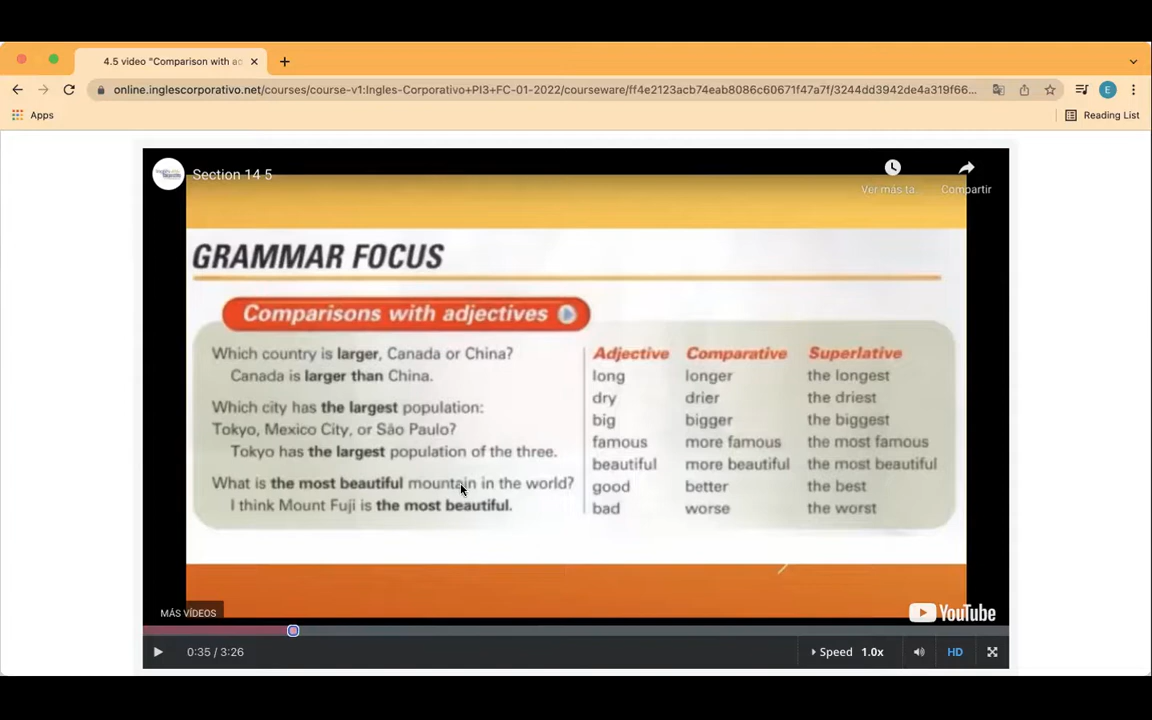 4.5 video "Comparison with ad
online.inglescorporativo.net/courses/course-v1:Ingles-Corporativo+PI3+FC-01-2022/courseware/ff4e2123acb74eab8086c60671f47a7f/3244dd3942de4a319f66...
E
Apps
Reading List
Section 14 5
Ver más ta...
Compartir
GRAMMAR FOCUS
Comparisons with adjectives
Which country is larger, Canada or China?
Canada is larger than China.
Which city has the largest population:
Tokyo, Mexico City, or São Paulo?
Tokyo has the largest population of the three.
What is the most beautiful mountain in the world?
I think Mount Fuji is the most beautiful.
Adjective Comparative Superlative
long longer the longest
dry drier the driest
big bigger the biggest
famous more famous the most famous
beautiful more beautiful the most beautiful
good better the best
bad worse the worst
MÁS VÍDEOS
YouTube
0:35 / 3:26
Speed 1.0x
HD